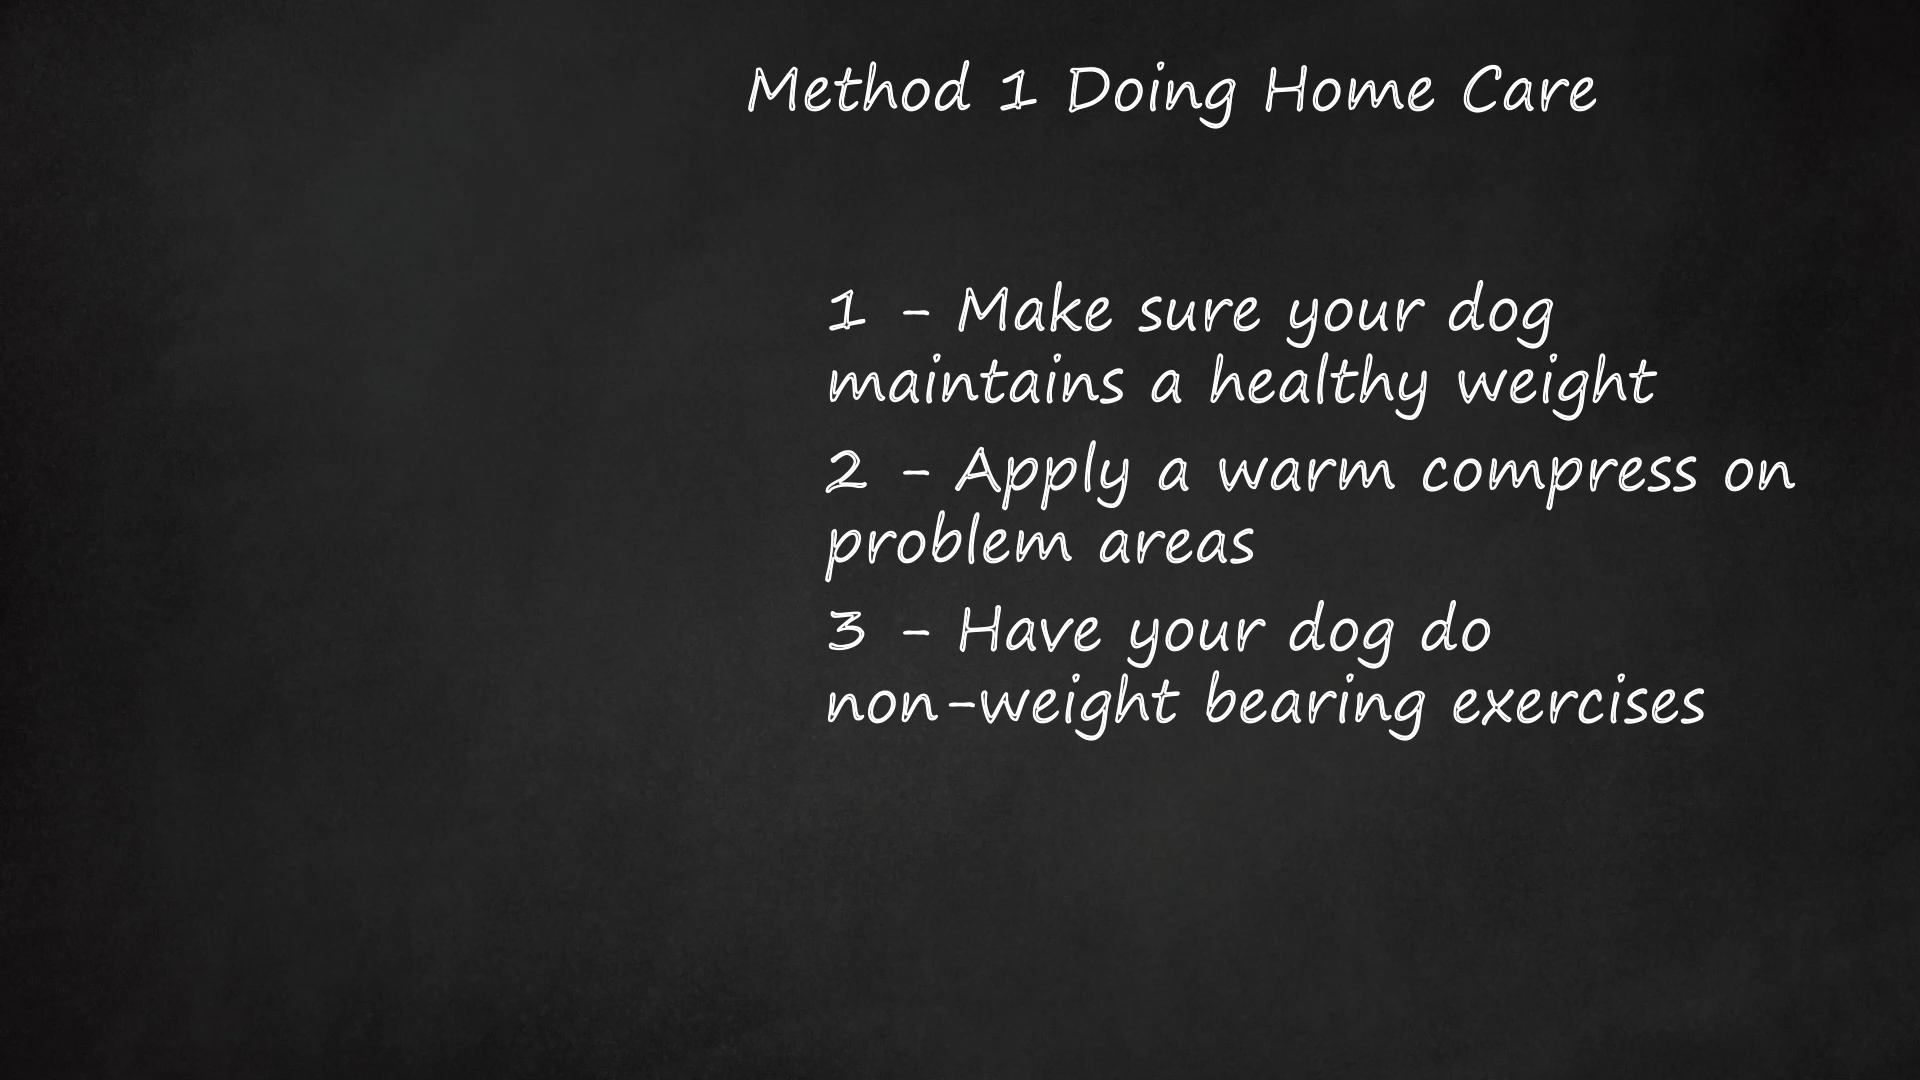 Method 1 Doing Home Care
1 - Make sure your dog
maintains a healthy weight
2 - Apply a warm compress on
problem areas
3 - Have your dog do
non-weight bearing exercises